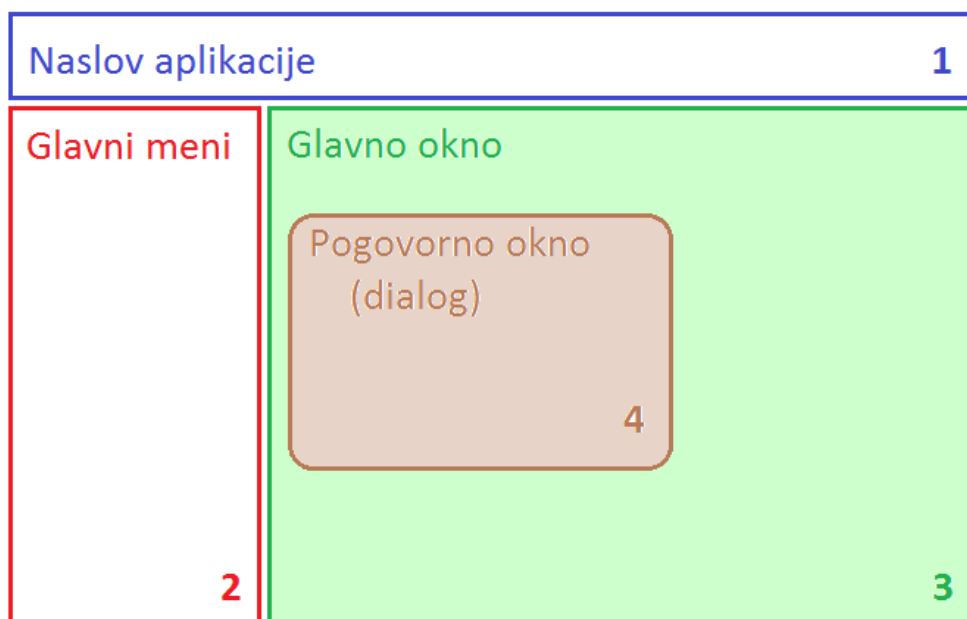 Naslov aplikacije 1
Glavni meni
2
Glavno okno
Pogovorno okno
(dialog)
4
3